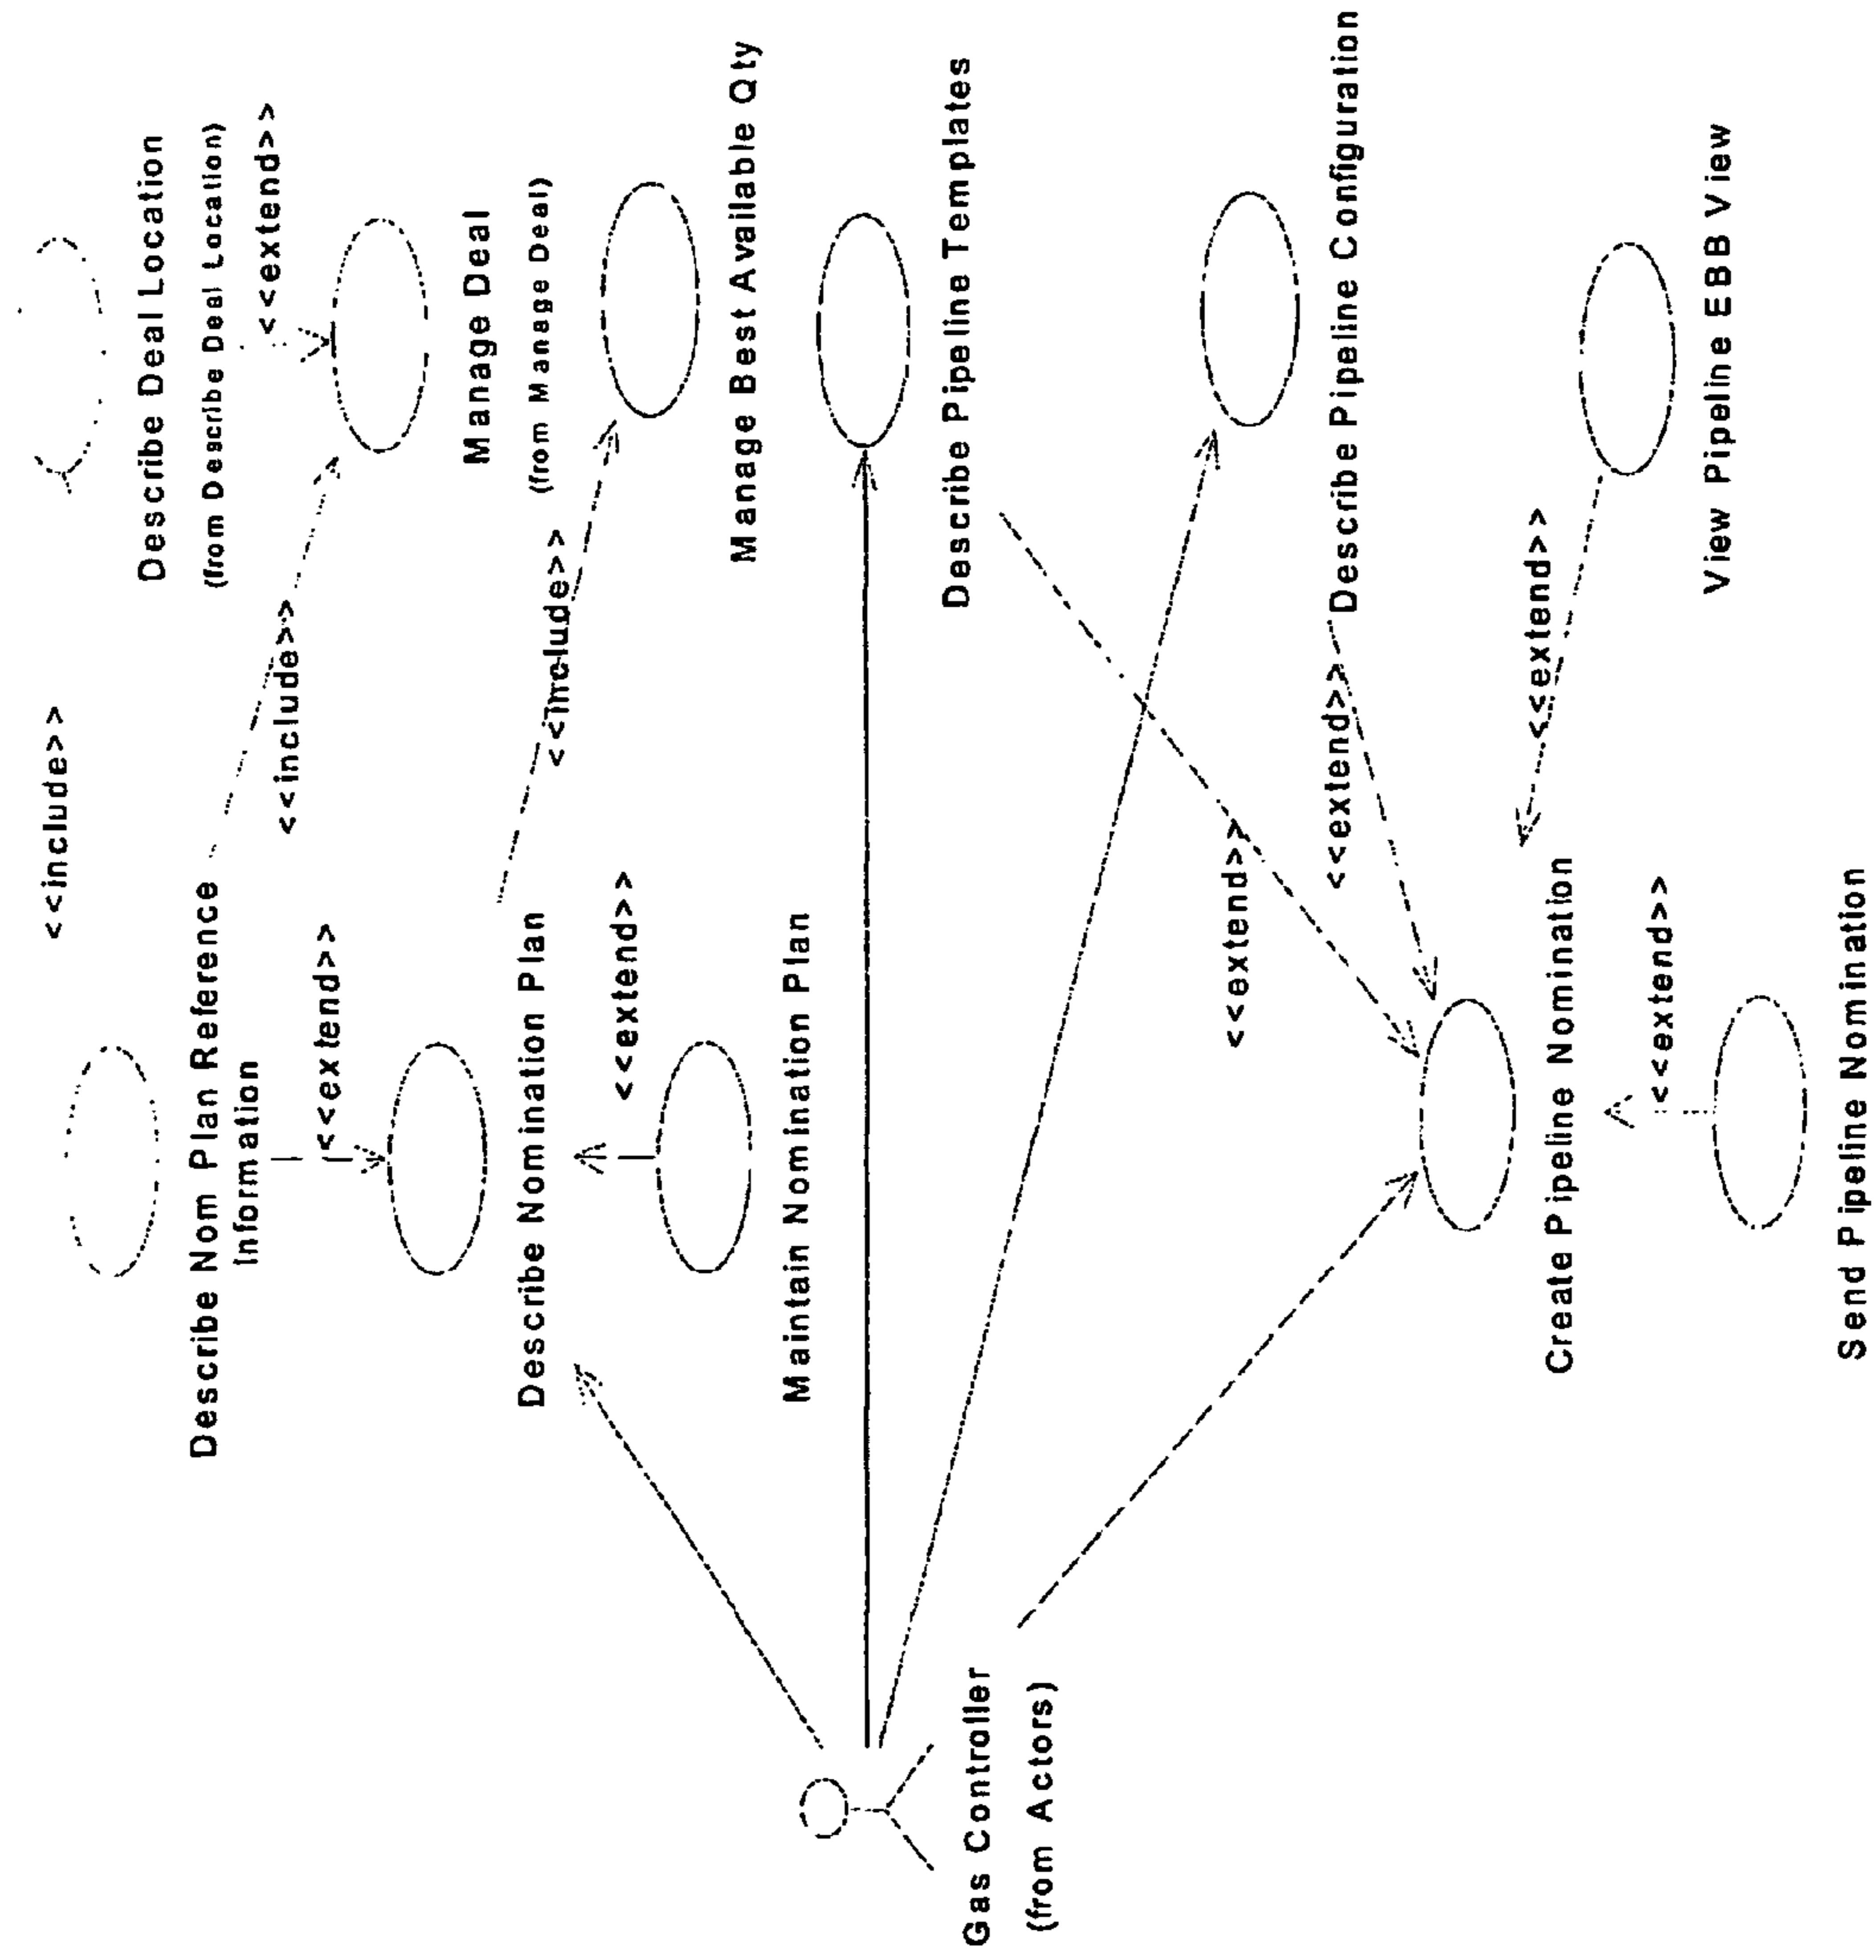 <<include>>
Describe Deal Location
(from Describe Deal Location)
<<extend>>
Describe Nom Plan Reference
Information
<<include>>
Manage Deal
(from Manage Deal)
<<extend>>
Describe Nomination Plan
<<include>>
Manage Best Available Qty
<<extend>>
Maintain Nomination Plan
Describe Pipeline Templates
Gas Controller
(from Actors)
<<extend>>
Describe Pipeline Configuration
<<extend>>
<<extend>>
View Pipeline EBB View
Create Pipeline Nomination
<<extend>>
Send Pipeline Nomination